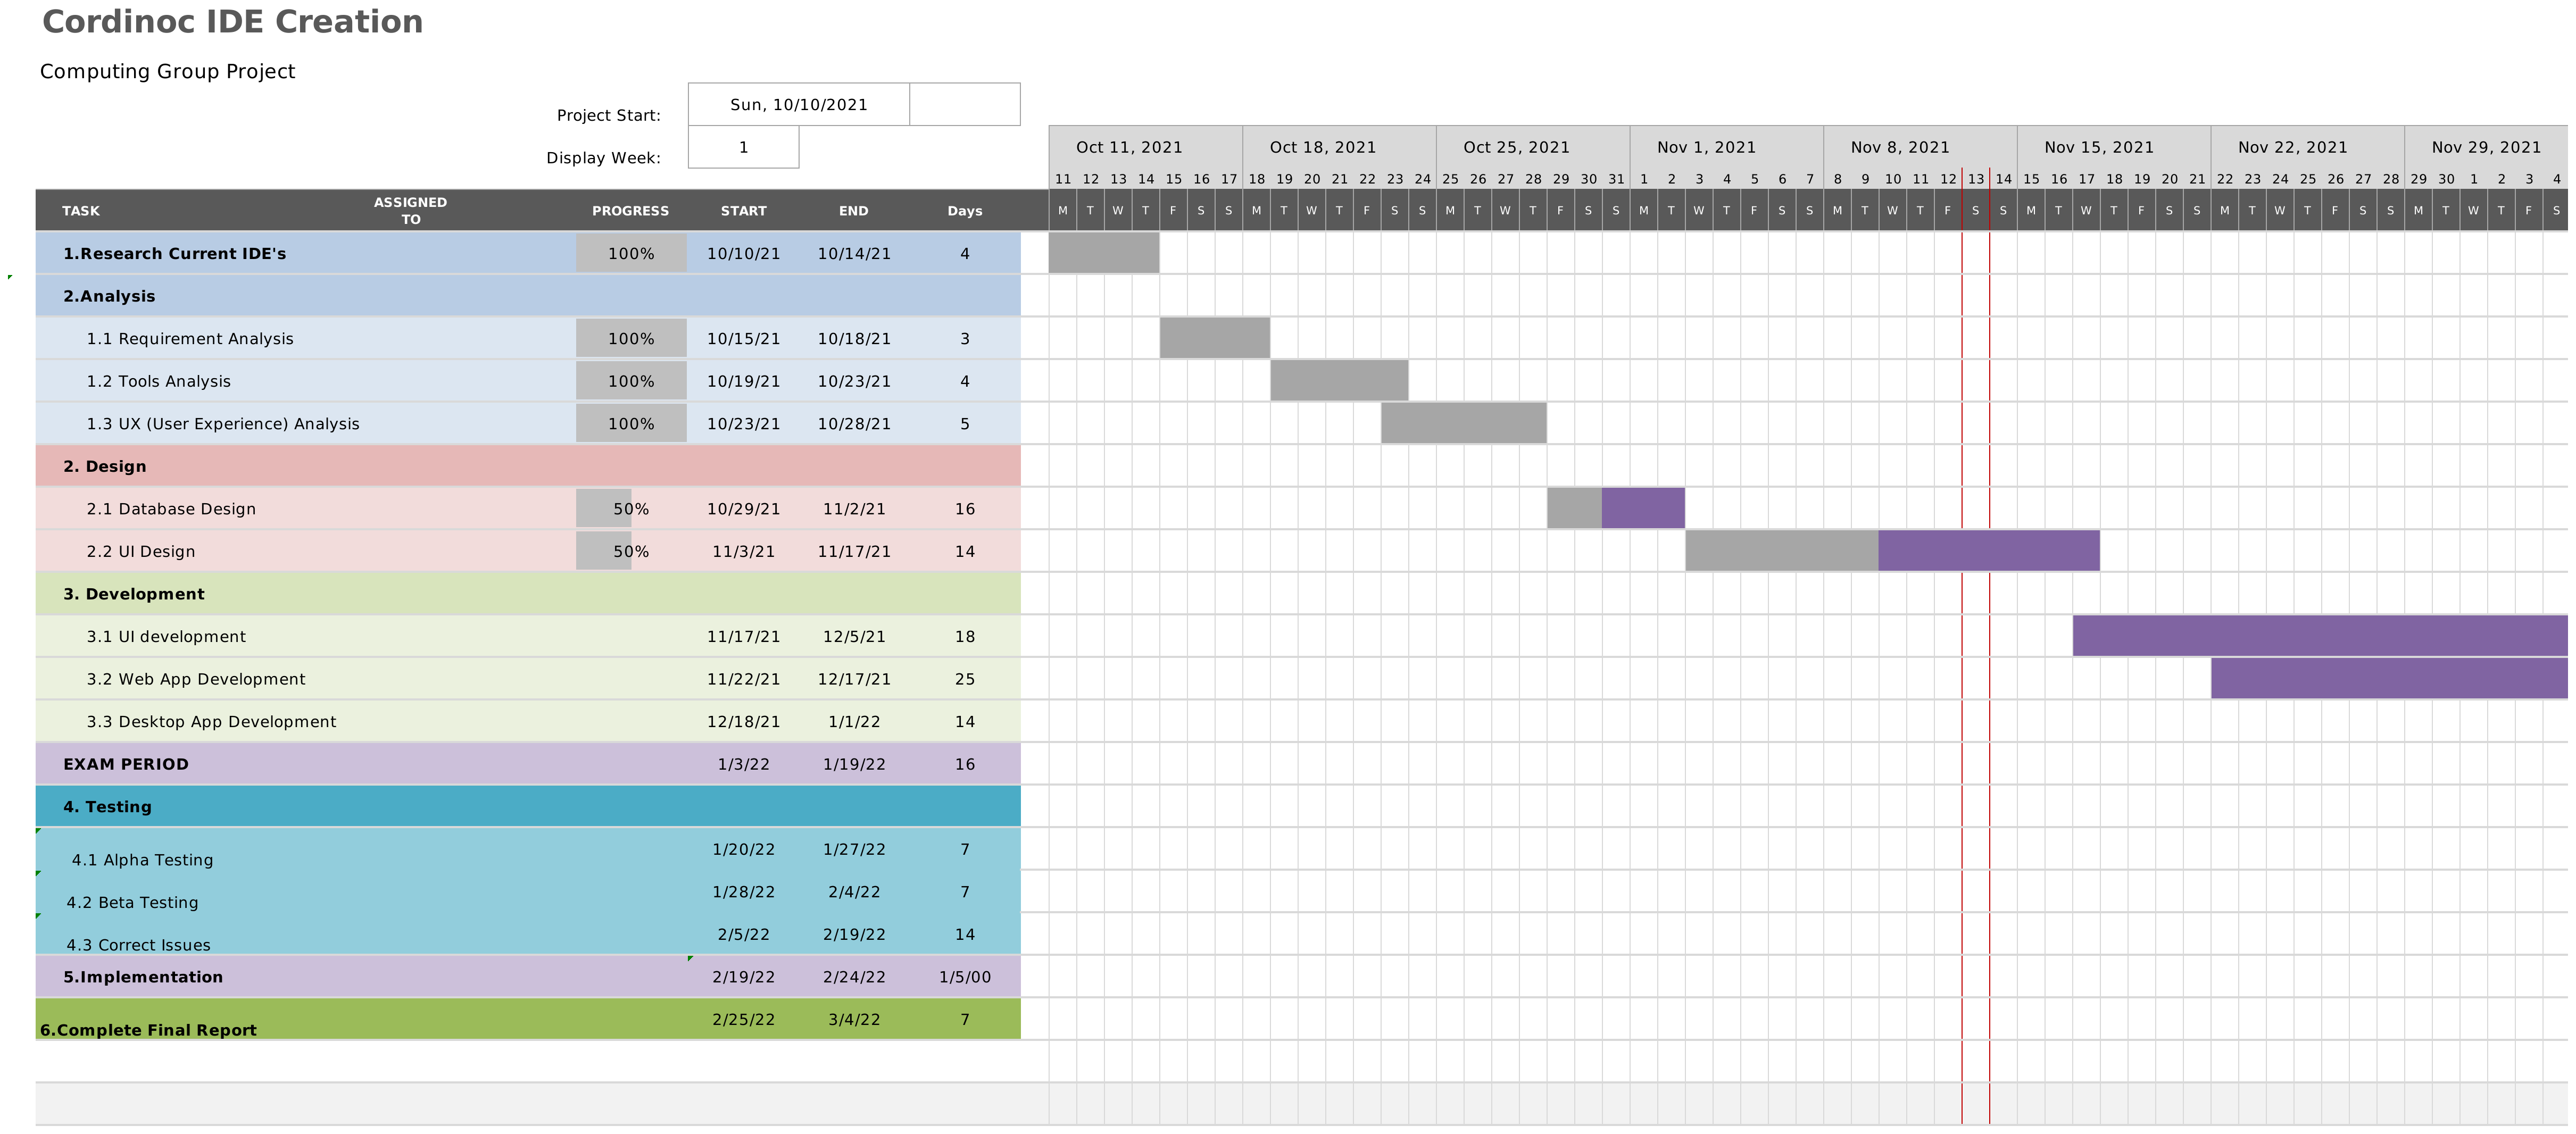 Cordinoc IDE Creation
Computing Group Project
Project Start: Sun, 10/10/2021
Display Week: 1
Oct 11, 2021 Oct 18, 2021 Oct 25, 2021 Nov 1, 2021 Nov 8, 2021 Nov 15, 2021 Nov 22, 2021 Nov 29, 2021
11 12 13 14 15 16 17 18 19 20 21 22 23 24 25 26 27 28 29 30 31 1 2 3 4 5 6 7 8 9 10 11 12 13 14 15 16 17 18 19 20 21 22 23 24 25 26 27 28 29 30 1 2 3 4
TASK ASSIGNED TO PROGRESS START END Days M T W T F S S M T W T F S S M T W T F S S M T W T F S S M T W T F S S M T W T F S S M T W T F S S M T W T F S
1.Research Current IDE's 100% 10/10/21 10/14/21 4
2.Analysis
1.1 Requirement Analysis 100% 10/15/21 10/18/21 3
1.2 Tools Analysis 100% 10/19/21 10/23/21 4
1.3 UX (User Experience) Analysis 100% 10/23/21 10/28/21 5
2. Design
2.1 Database Design 50% 10/29/21 11/2/21 16
2.2 UI Design 50% 11/3/21 11/17/21 14
3. Development
3.1 UI development 11/17/21 12/5/21 18
3.2 Web App Development 11/22/21 12/17/21 25
3.3 Desktop App Development 12/18/21 1/1/22 14
EXAM PERIOD 1/3/22 1/19/22 16
4. Testing
4.1 Alpha Testing 1/20/22 1/27/22 7
4.2 Beta Testing 1/28/22 2/4/22 7
4.3 Correct Issues 2/5/22 2/19/22 14
5.Implementation 2/19/22 2/24/22 1/5/00
6.Complete Final Report 2/25/22 3/4/22 7